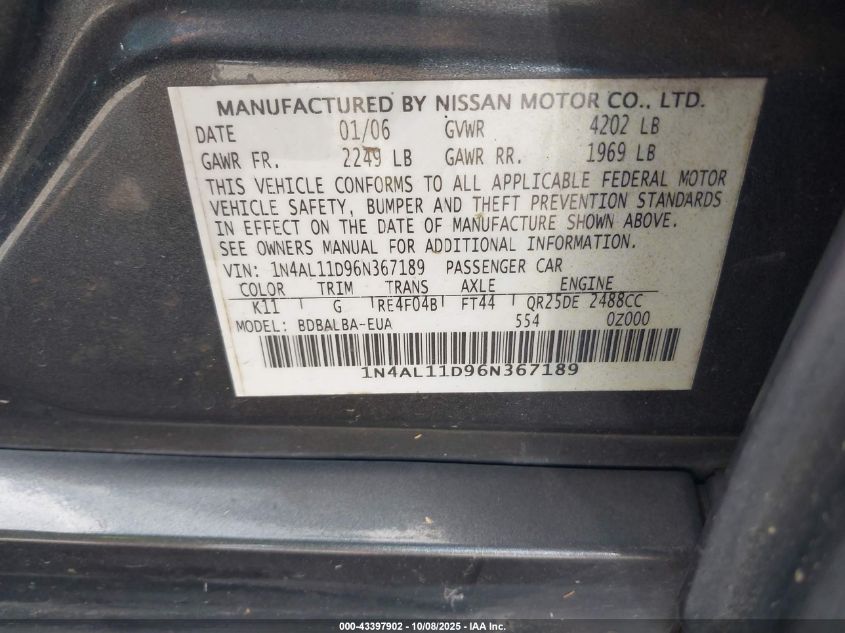 MANUFACTURED BY NISSAN MOTOR CO., LTD.
DATE 01/06 GVWR 4202 LB
GAWR FR. 2249 LB GAWR RR. 1969 LB
THIS VEHICLE CONFORMS TO ALL APPLICABLE FEDERAL MOTOR
VEHICLE SAFETY, BUMPER AND THEFT PREVENTION STANDARDS
IN EFFECT ON THE DATE OF MANUFACTURE SHOWN ABOVE.
SEE OWNERS MANUAL FOR ADDITIONAL INFORMATION.
VIN: 1N4AL11D96N367189 PASSENGER CAR
COLOR TRIM TRANS AXLE ENGINE
K11 G RE4F04B FT44 QR25DE 2488CC
MODEL: BDBALBA-EUA 554 0Z000
1N4AL11D96N367189
000-43397902 - 10/08/2025 - IAA Inc.